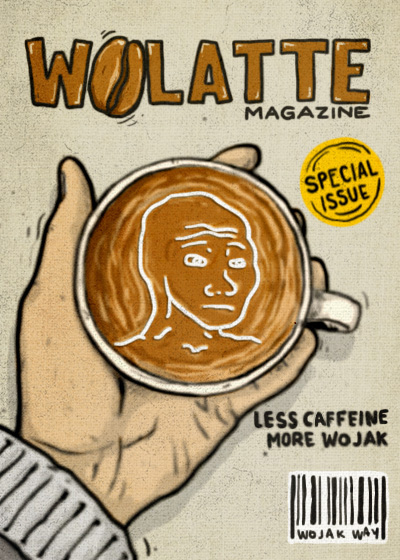 WOLATTE
MAGAZINE
SPECIAL
ISSUE
LESS CAFFEINE
MORE WOJAK
WOJAK WAY